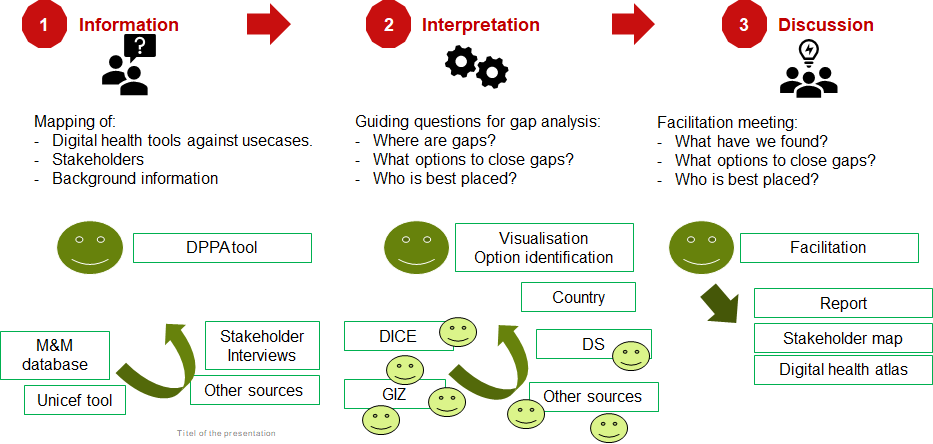 1 Information
Mapping of:
- Digital health tools against usecases.
- Stakeholders
- Background information
DPPA tool
M&M
database
Unicef tool
Stakeholder
Interviews
Other sources
2 Interpretation
Guiding questions for gap analysis:
- Where are gaps?
- What options to close gaps?
- Who is best placed?
Visualisation
Option identification
Country
DICE
DS
GIZ
Other sources
3 Discussion
Facilitation meeting:
- What have we found?
- What options to close gaps?
- Who is best placed?
Facilitation
Report
Stakeholder map
Digital health atlas
Titel of the presentation